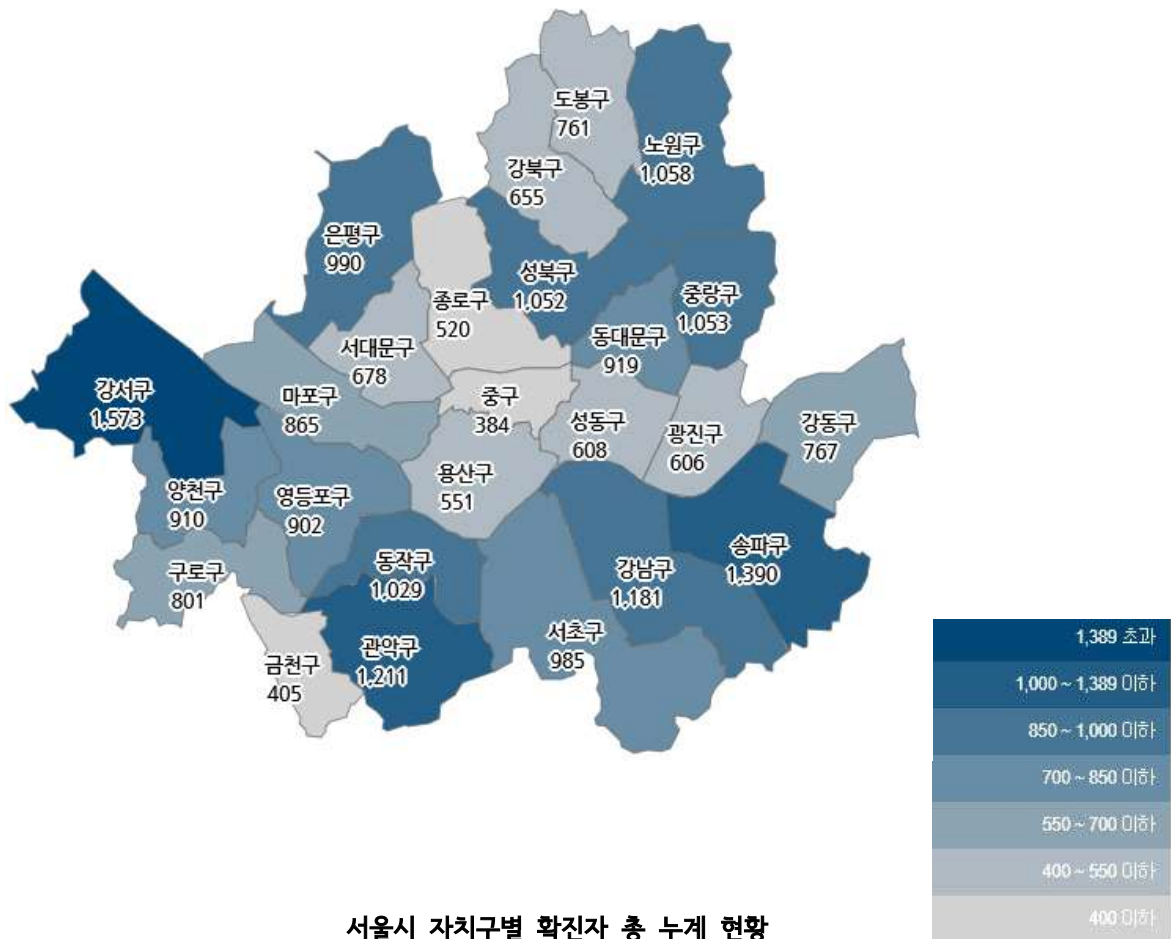 도봉구
761
노원구
1,058
강북구
655
은평구
990
성북구
1,052
중랑구
1,053
종로구
520
동대문구
919
서대문구
678
강서구
1,573
마포구
865
중구
384
성동구
608
광진구
606
강동구
767
용산구
551
양천구
910
영등포구
902
구로구
801
동작구
1,029
강남구
1,181
송파구
1,390
서초구
985
관악구
1,211
금천구
405
1,389 초과
1,000 ~ 1,389 이하
850 ~ 1,000 이하
700 ~ 850 이하
550 ~ 700 이하
400 ~ 550 이하
400 이하
서울시 자치구별 확진자 총 누계 현황